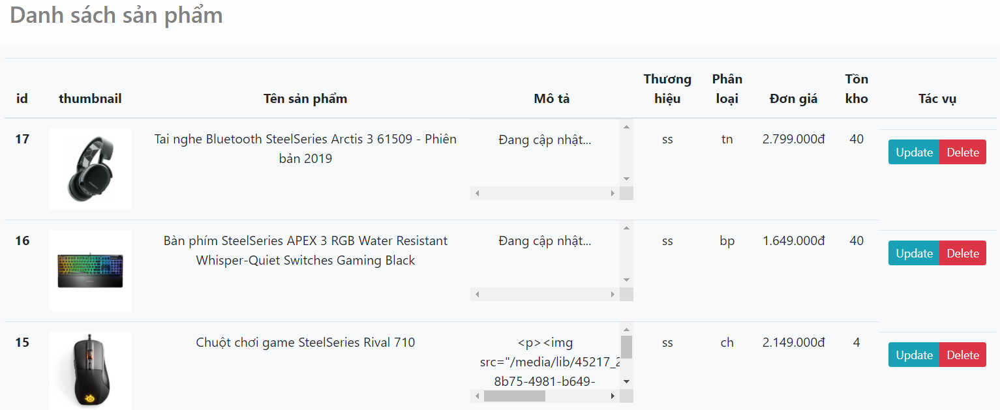 Danh sách sản phẩm
id thumbnail Tên sản phẩm Mô tả Thương hiệu Phân loại Đơn giá Tồn kho Tác vụ
17 Tai nghe Bluetooth SteelSeries Arctis 3 61509 - Phiên Đang cập nhật... ss tn 2.799.000đ 40 Update Delete
bản 2019
16 Bàn phím SteelSeries APEX 3 RGB Water Resistant Đang cập nhật... ss bp 1.649.000đ 40 Update Delete
Whisper-Quiet Switches Gaming Black
15 Chuột chơi game SteelSeries Rival 710 <p><img ss ch 2.149.000đ 4 Update Delete
src="/media/lib/45217_2
8b75-4981-b649-